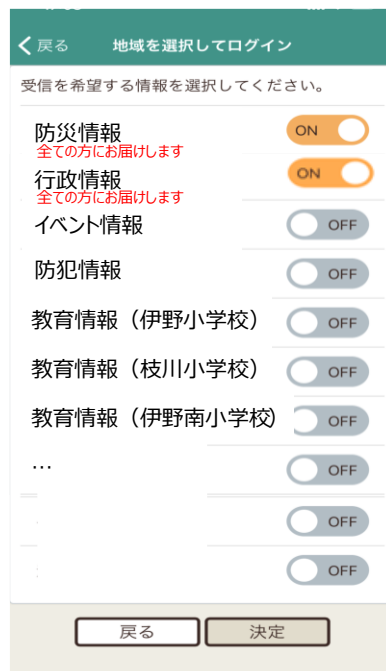 戻る 地域を選択してログイン
受信を希望する情報を選択してください。
防災情報 ON
全ての方にお届けします
行政情報 ON
全ての方にお届けします
イベント情報 OFF
防犯情報 OFF
教育情報（伊野小学校） OFF
教育情報（枝川小学校） OFF
教育情報（伊野南小学校） OFF
… OFF
OFF
OFF
戻る 決定